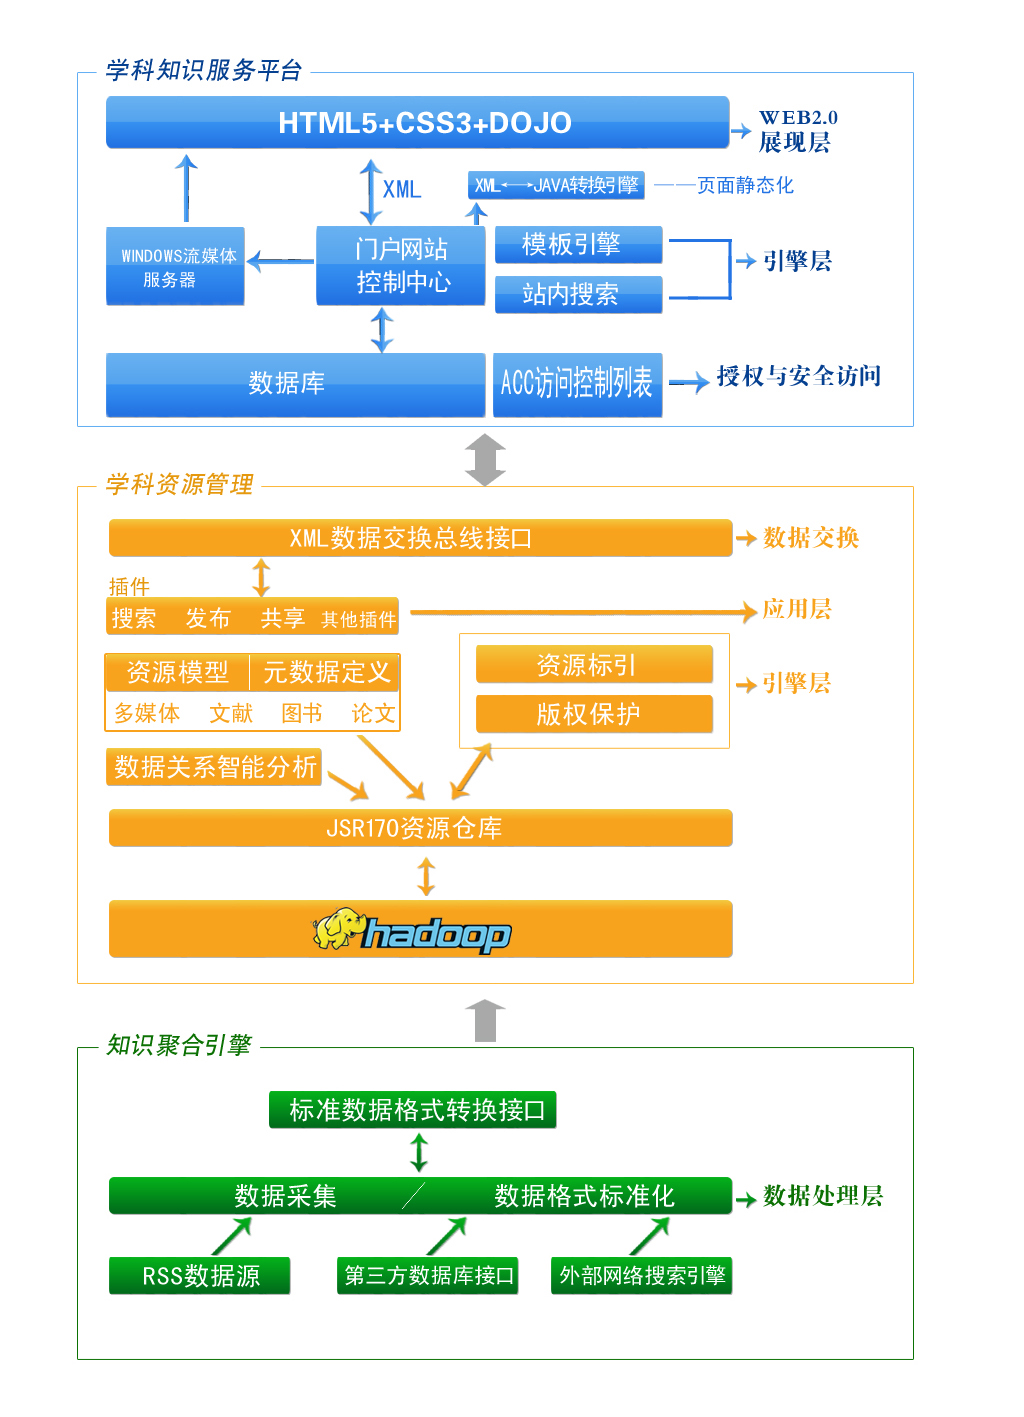 学科知识服务平台
HTML5+CSS3+DOJO
WEB2.0
展现层
XML
XML⟷JAVA转换引擎
——页面静态化
WINDOWS流媒体
服务器
门户网站
控制中心
模板引擎
站内搜索
引擎层
数据库
ACC访问控制列表
授权与安全访问
学科资源管理
XML数据交换总线接口
数据交换
插件
搜索 发布 共享 其他插件
应用层
资源模型 元数据定义
多媒体 文献 图书 论文
资源标引
版权保护
引擎层
数据关系智能分析
JSR170资源仓库
hadoop
知识聚合引擎
标准数据格式转换接口
数据采集 / 数据格式标准化
数据处理层
RSS数据源
第三方数据库接口
外部网络搜索引擎